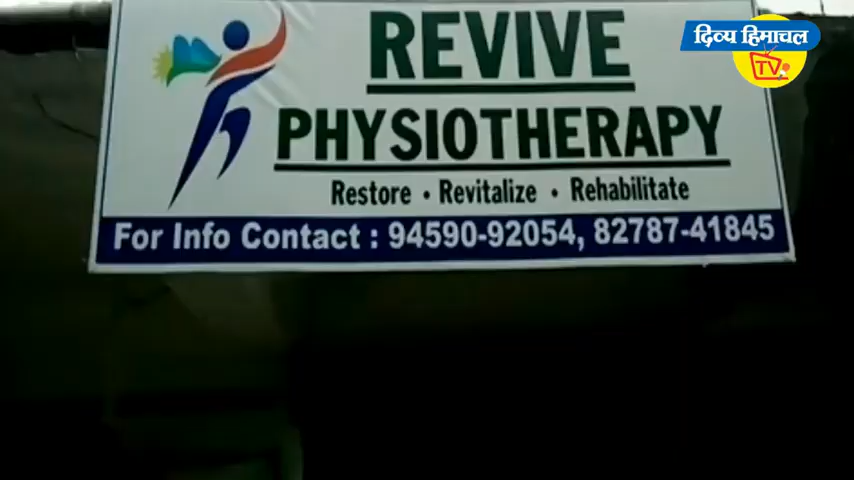 दिव्य हिमाचल
TV
REVIVE
PHYSIOTHERAPY
Restore • Revitalize • Rehabilitate
For Info Contact : 94590-92054, 82787-41845